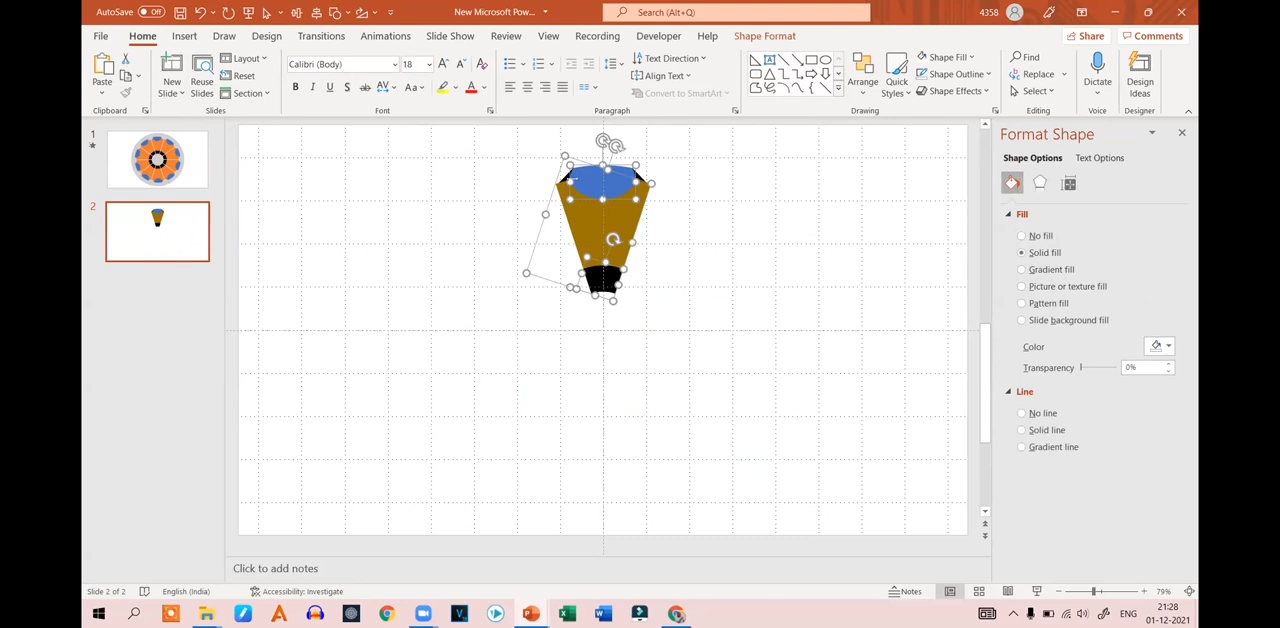 AutoSave Off New Microsoft Pow... Search (Alt+Q) 4358
File Home Insert Draw Design Transitions Animations Slide Show Review View Recording Developer Help Shape Format Share Comments
Paste New Slide Reuse Slides Layout Reset Section Calibri (Body) 18 Text Direction Align Text Convert to SmartArt Arrange Quick Styles Shape Fill Shape Outline Shape Effects Find Replace Select Dictate Design Ideas
Clipboard Slides Font Paragraph Drawing Editing Voice Designer
1
2
Format Shape
Shape Options Text Options
Fill
No fill
Solid fill
Gradient fill
Picture or texture fill
Pattern fill
Slide background fill
Color
Transparency 0%
Line
No line
Solid line
Gradient line
Click to add notes
Slide 2 of 2 English (India) Accessibility: Investigate Notes 79%
ENG 21:28
01-12-2021